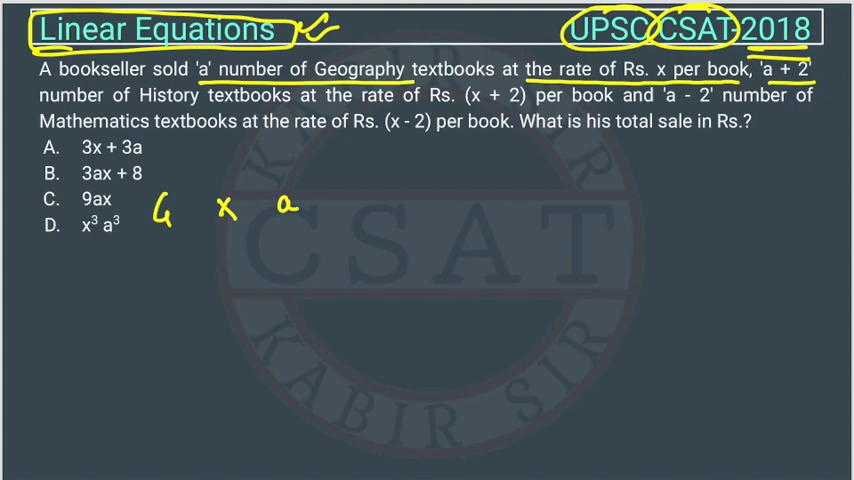 Linear Equations
UPSC CSAT-2018
A bookseller sold 'a' number of Geography textbooks at the rate of Rs. x per book, 'a + 2'
number of History textbooks at the rate of Rs. (x + 2) per book and 'a - 2' number of
Mathematics textbooks at the rate of Rs. (x - 2) per book. What is his total sale in Rs.?
A. 3x + 3a
B. 3ax + 8
C. 9ax
D. x³ a³
G x a
KABIR SIR
CSAT
KABIR SIR